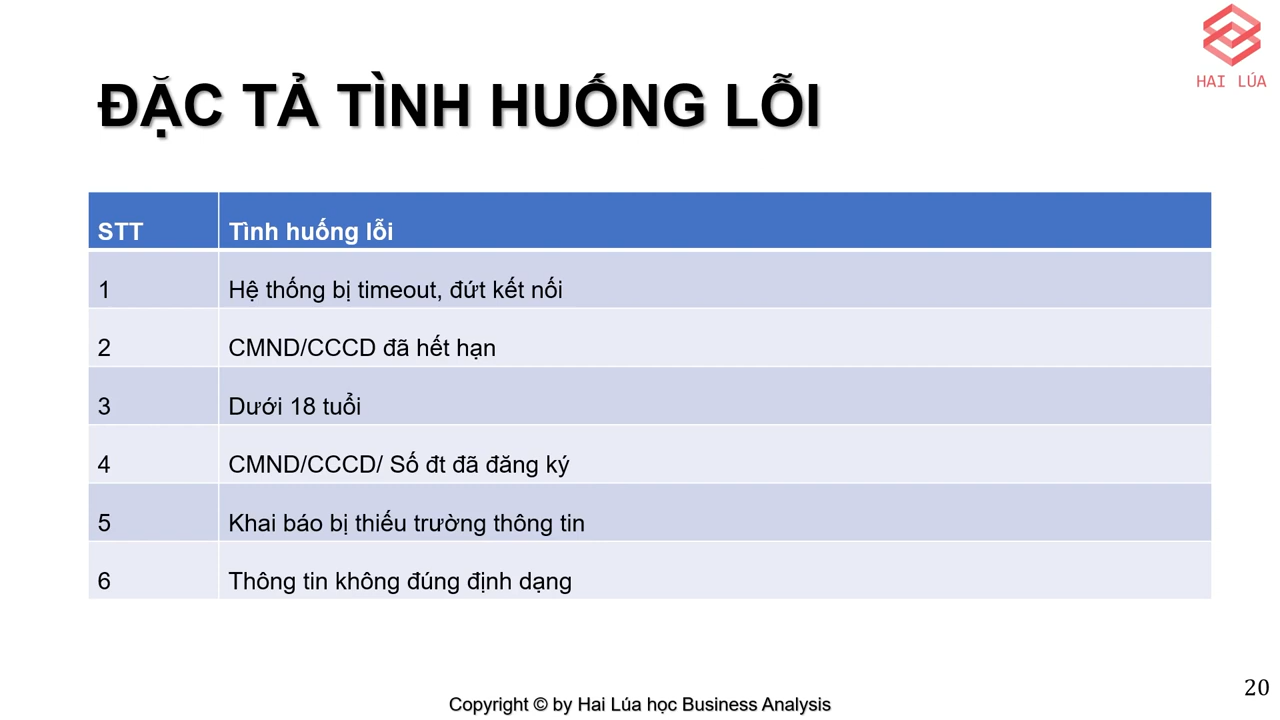 HAI LÚA
ĐẶC TẢ TÌNH HUỐNG LỖI
STT Tình huống lỗi
1 Hệ thống bị timeout, đứt kết nối
2 CMND/CCCD đã hết hạn
3 Dưới 18 tuổi
4 CMND/CCCD/ Số đt đã đăng ký
5 Khai báo bị thiếu trường thông tin
6 Thông tin không đúng định dạng
20
Copyright © by Hai Lúa học Business Analysis